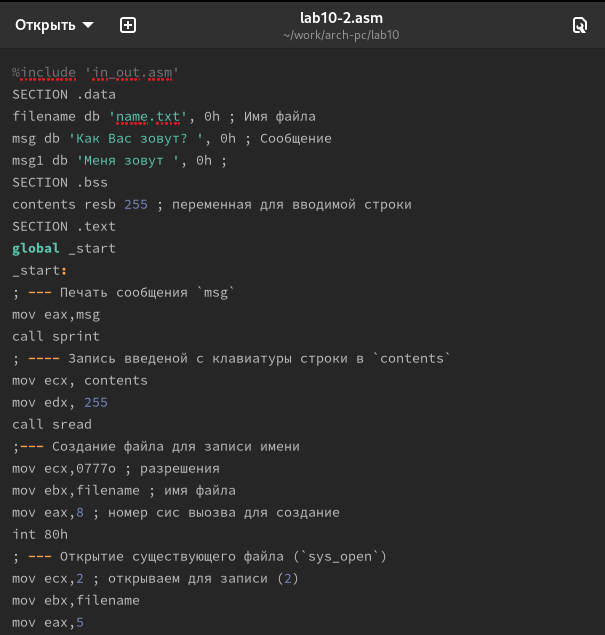 Открыть
lab10-2.asm
~/work/arch-pc/lab10
%include 'in_out.asm'
SECTION .data
filename db 'name.txt', 0h ; Имя файла
msg db 'Как Вас зовут? ', 0h ; Сообщение
msg1 db 'Меня зовут ', 0h ;
SECTION .bss
contents resb 255 ; переменная для вводимой строки
SECTION .text
global _start
_start:
; --- Печать сообщения `msg`
mov eax,msg
call sprint
; ---- Запись введеной с клавиатуры строки в `contents`
mov ecx, contents
mov edx, 255
call sread
;--- Создание файла для записи имени
mov ecx,0777o ; разрешения
mov ebx,filename ; имя файла
mov eax,8 ; номер сис выозва для создание
int 80h
; --- Открытие существующего файла (`sys_open`)
mov ecx,2 ; открываем для записи (2)
mov ebx,filename
mov eax,5